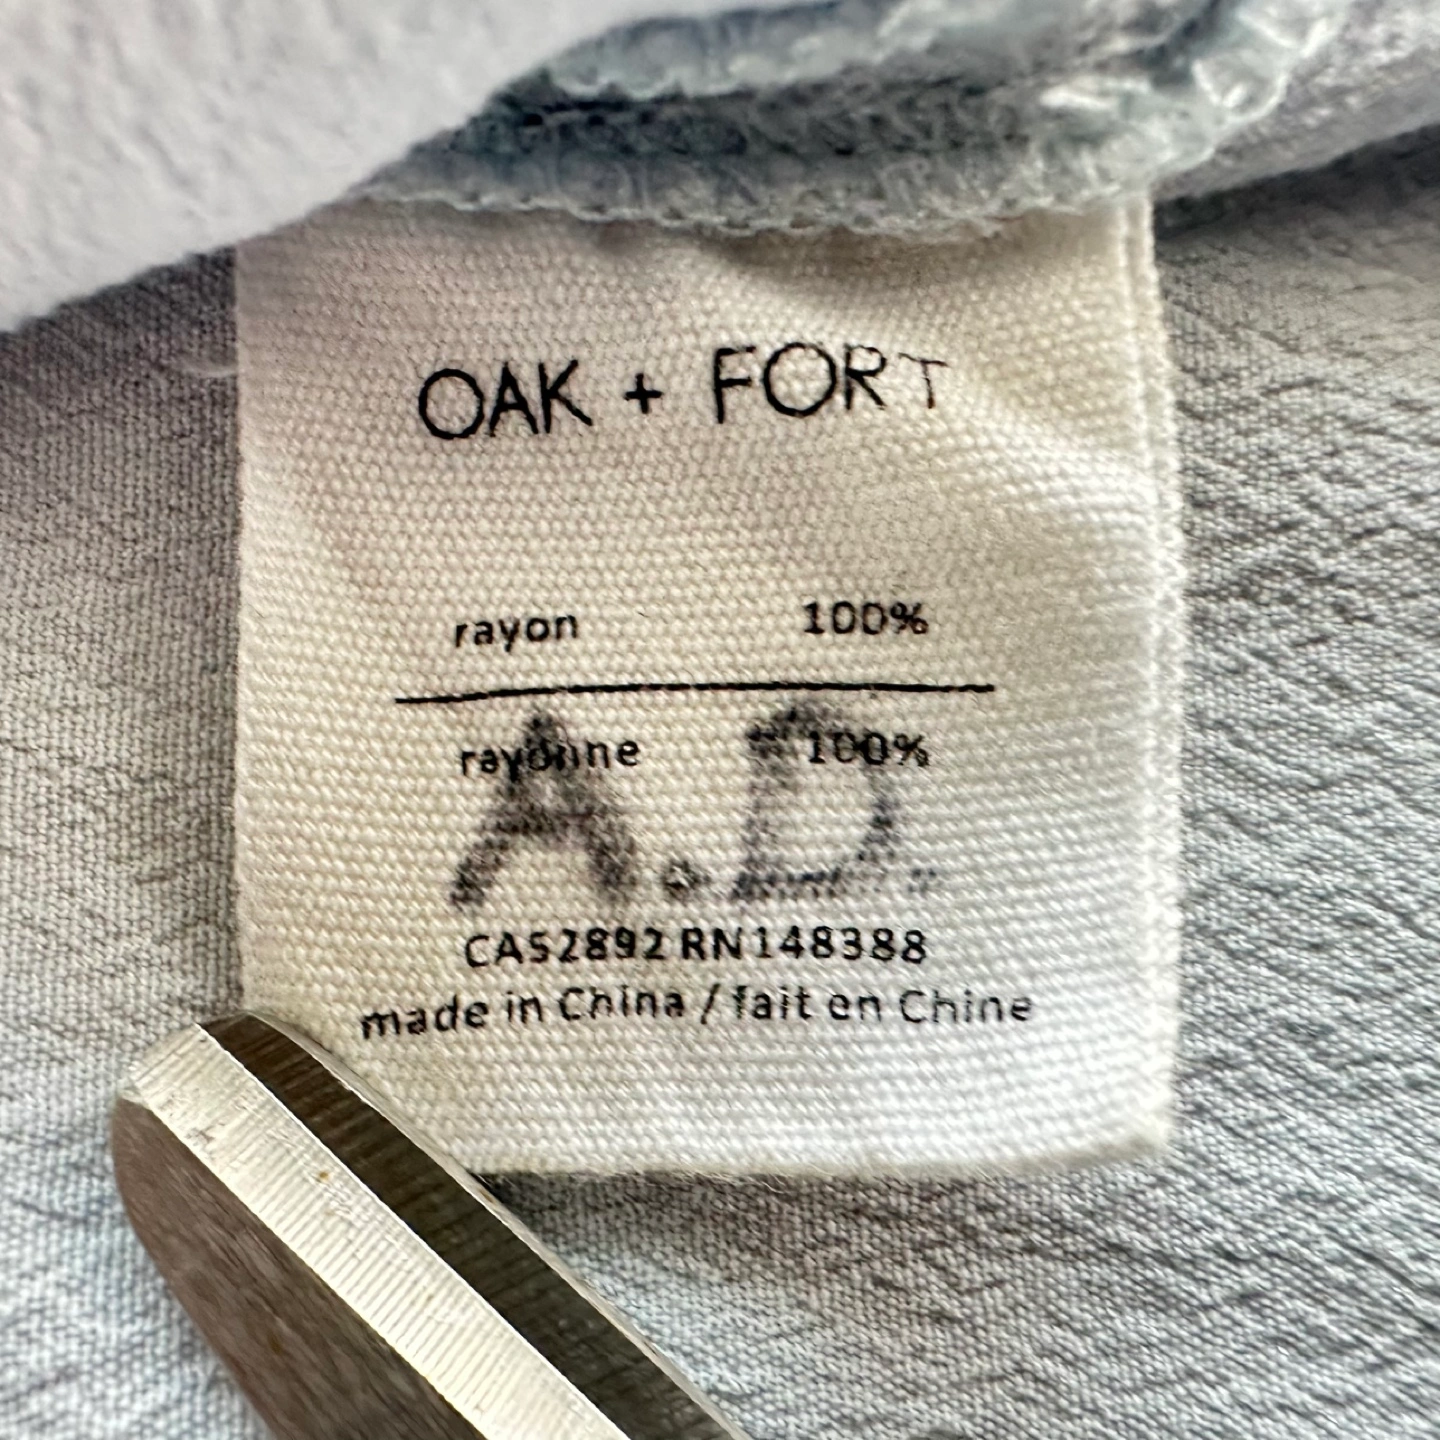 OAK + FORT
rayon 100%
rayonne 100%
A.D.
CA52892 RN148388
made in China / fait en Chine